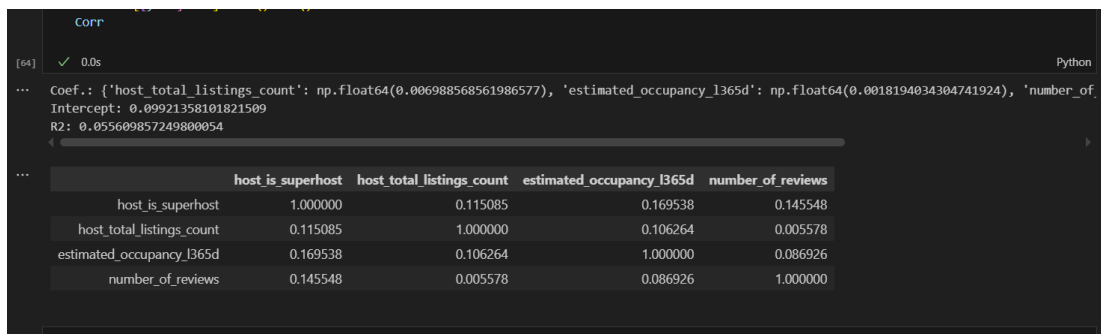 Corr
[64] ✓ 0.0s Python
... Coef.: {'host_total_listings_count': np.float64(0.006988568561986577), 'estimated_occupancy_l365d': np.float64(0.0018194034304741924), 'number_of_
Intercept: 0.09921358101821509
R2: 0.055609857249800054
...
host_is_superhost host_total_listings_count estimated_occupancy_l365d number_of_reviews
host_is_superhost 1.000000 0.115085 0.169538 0.145548
host_total_listings_count 0.115085 1.000000 0.106264 0.005578
estimated_occupancy_l365d 0.169538 0.106264 1.000000 0.086926
number_of_reviews 0.145548 0.005578 0.086926 1.000000